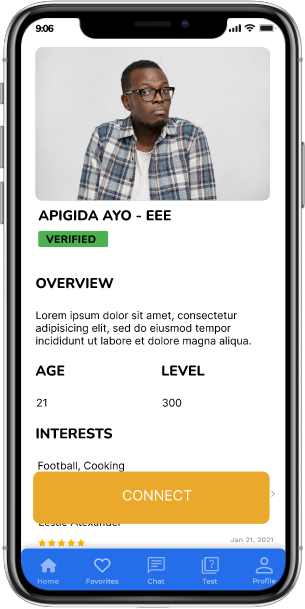 9:06
APIGIDA AYO - EEE
VERIFIED
OVERVIEW
Lorem ipsum dolor sit amet, consectetur
adipisicing elit, sed do eiusmod tempor
incididunt ut labore et dolore magna aliqua.
AGE LEVEL
21 300
INTERESTS
Football, Cooking
CONNECT
Leslie Alexander
Jan 21, 2021
Home Favorites Chat Test Profile